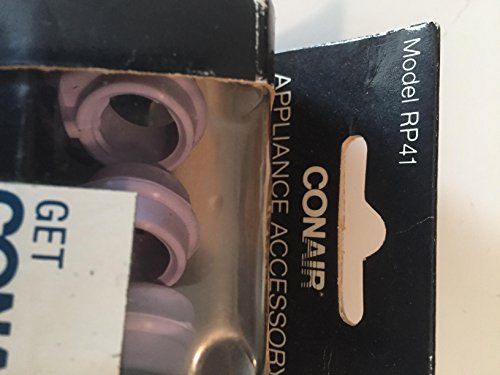 Model RP41
CONAIR®
APPLIANCE ACCESSORY
GET